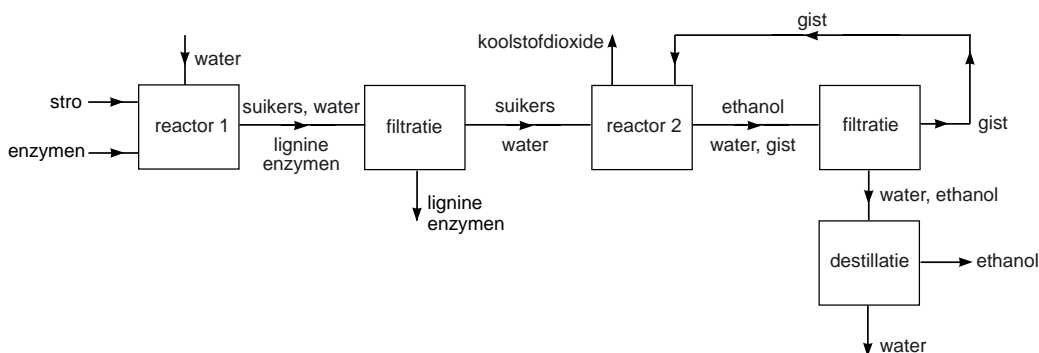 gist
koolstofdioxide
water
stro
enzymen
reactor 1
suikers, water
lignine
enzymen
filtratie
lignine
enzymen
suikers
water
reactor 2
ethanol
water, gist
filtratie
gist
water, ethanol
destillatie
ethanol
water